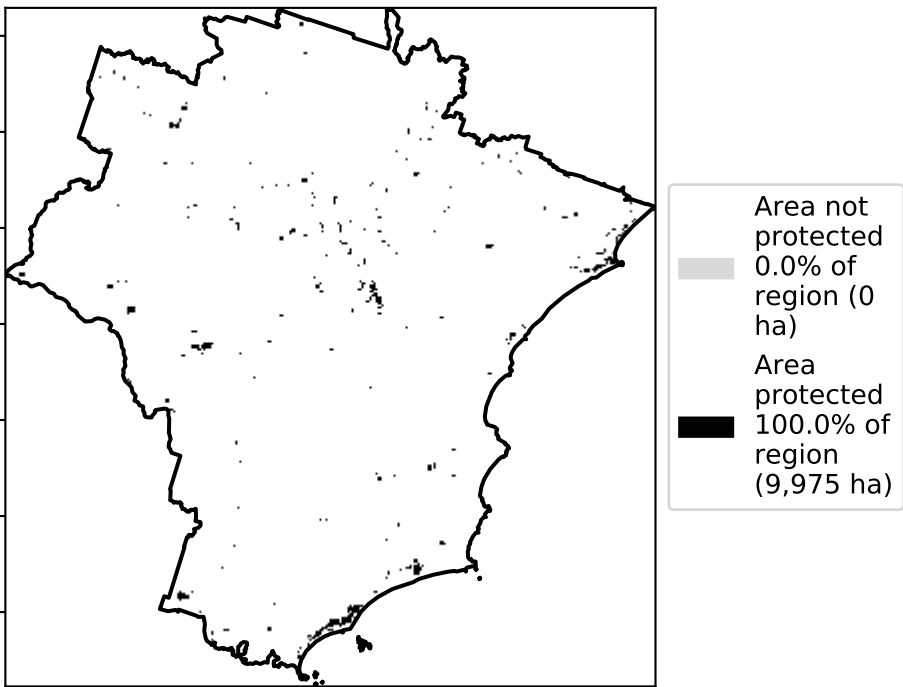 Area not
protected
0.0% of
region (0
ha)
Area
protected
100.0% of
region
(9,975 ha)